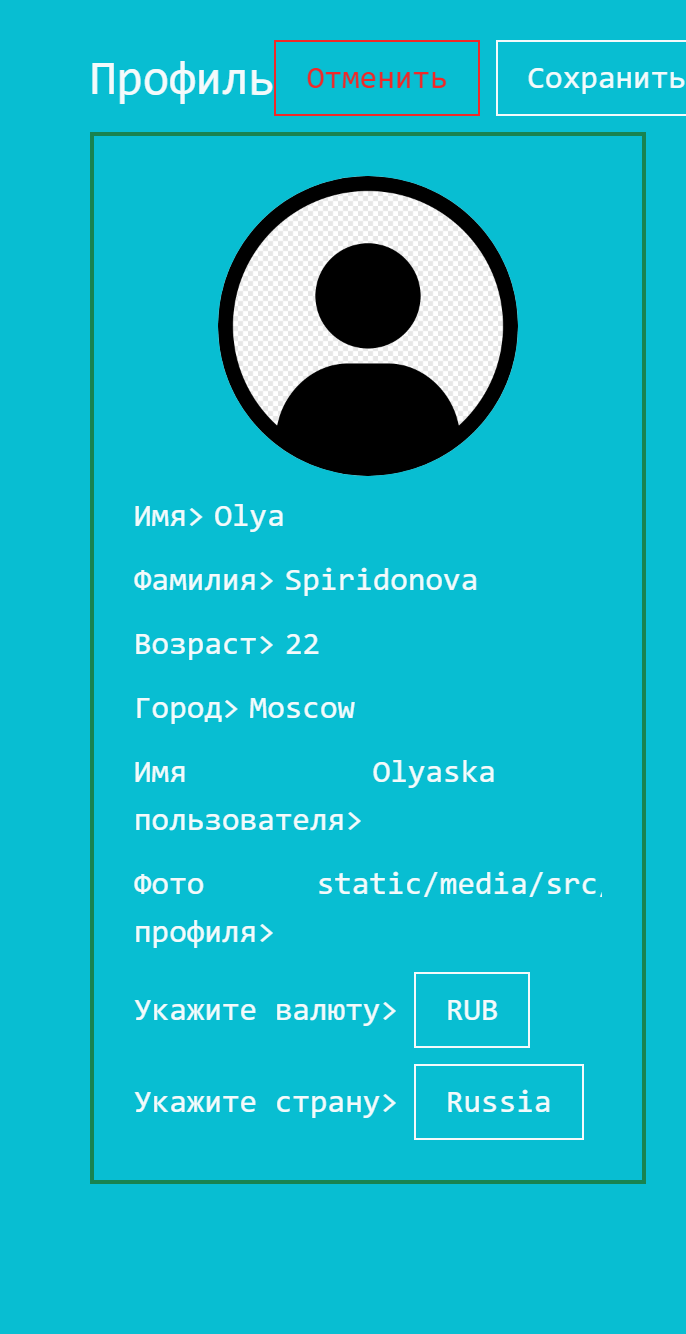 Профиль Отменить Сохранить
Имя> Olya
Фамилия> Spiridonova
Возраст> 22
Город> Moscow
Имя пользователя> Olyaska
Фото профиля> static/media/src
Укажите валюту> RUB
Укажите страну> Russia